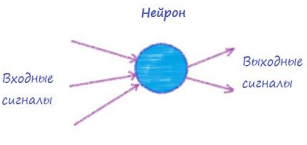 Нейрон
Входные
сигналы
Выходные
сигналы